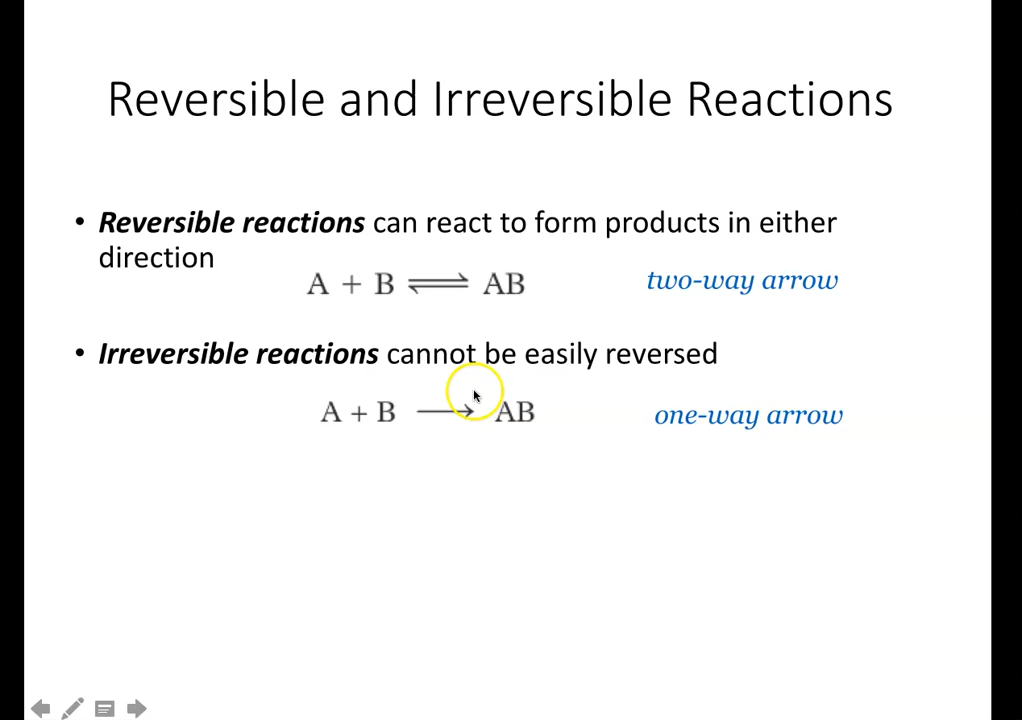 Reversible and Irreversible Reactions
• Reversible reactions can react to form products in either
direction
A + B ⇌ AB
two-way arrow
• Irreversible reactions cannot be easily reversed
A + B ⟶ AB
one-way arrow